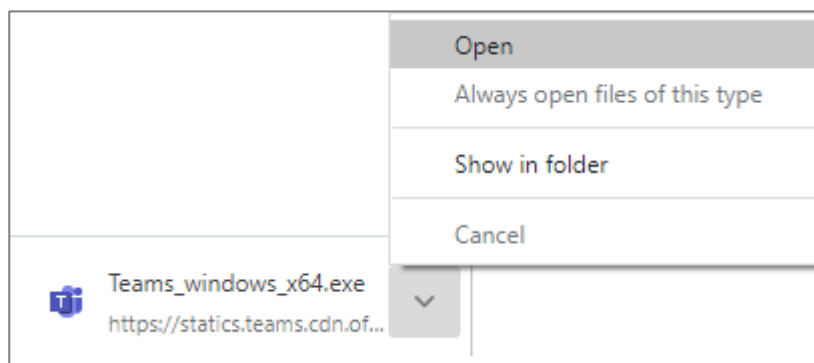 Open
Always open files of this type
Show in folder
Cancel
Teams_windows_x64.exe
https://statics.teams.cdn.of...